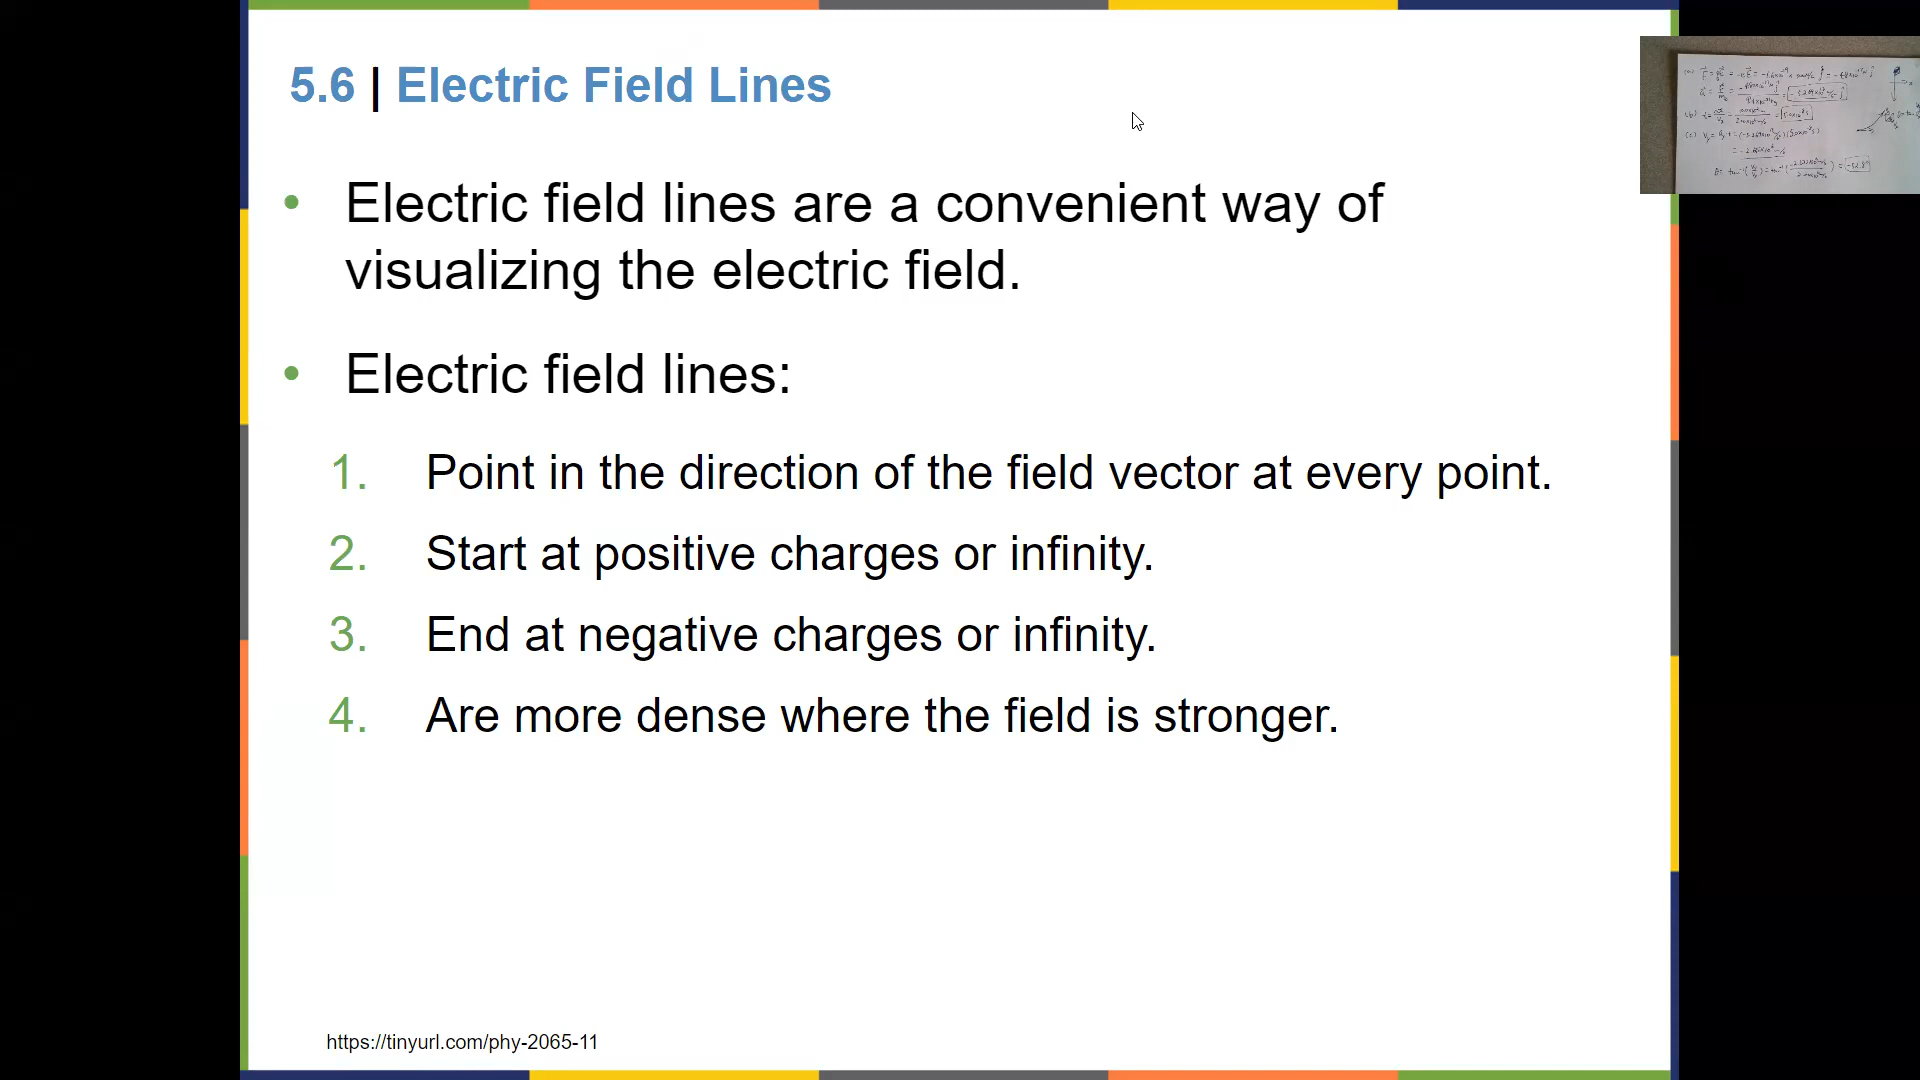 5.6 | Electric Field Lines
• Electric field lines are a convenient way of
visualizing the electric field.
• Electric field lines:
1. Point in the direction of the field vector at every point.
2. Start at positive charges or infinity.
3. End at negative charges or infinity.
4. Are more dense where the field is stronger.
https://tinyurl.com/phy-2065-11